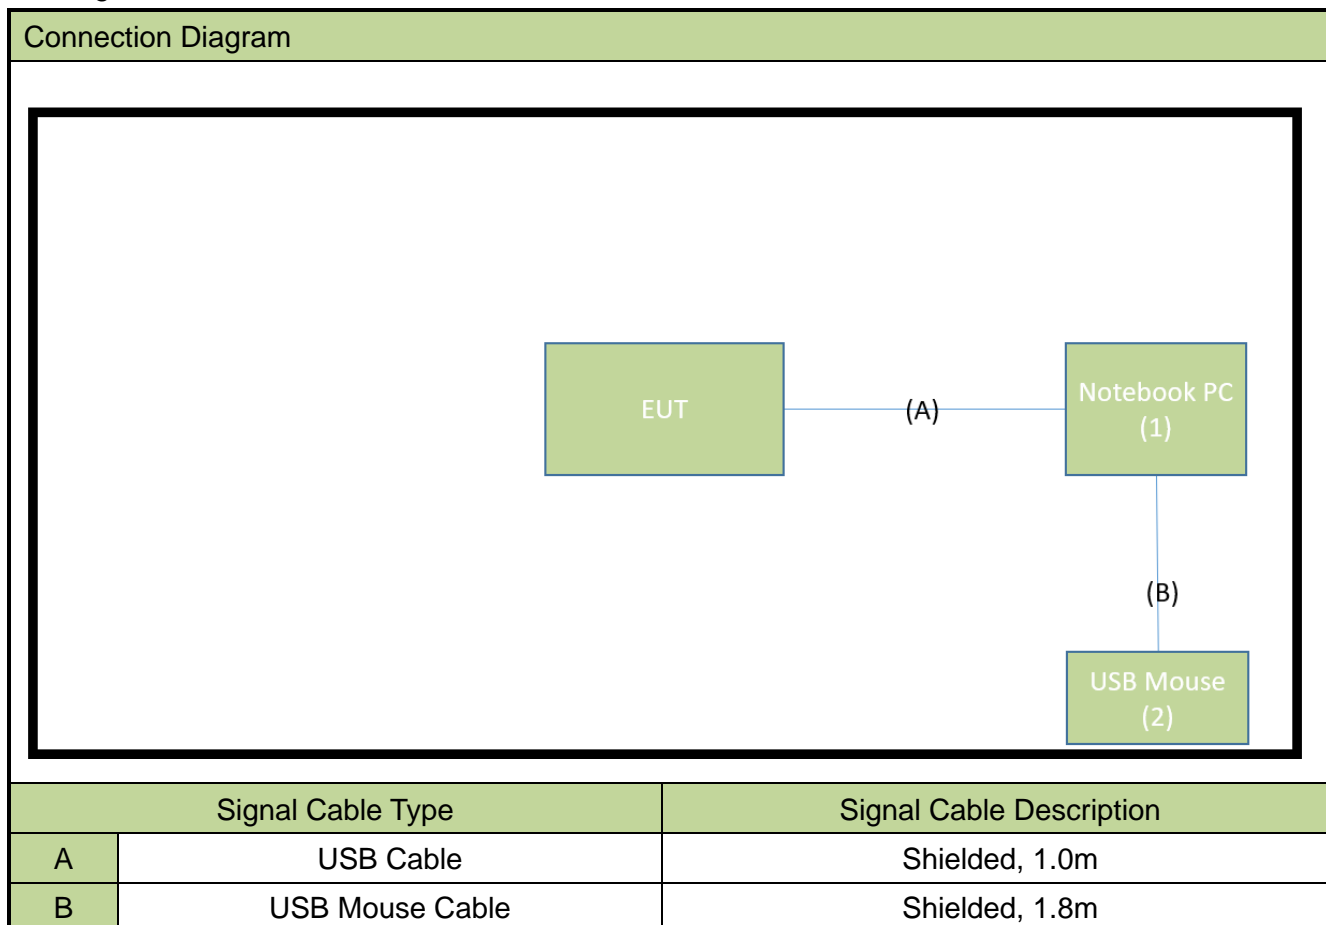 Connection Diagram
EUT
(A)
Notebook PC
(1)
(B)
USB Mouse
(2)
Signal Cable Type Signal Cable Description
A USB Cable Shielded, 1.0m
B USB Mouse Cable Shielded, 1.8m